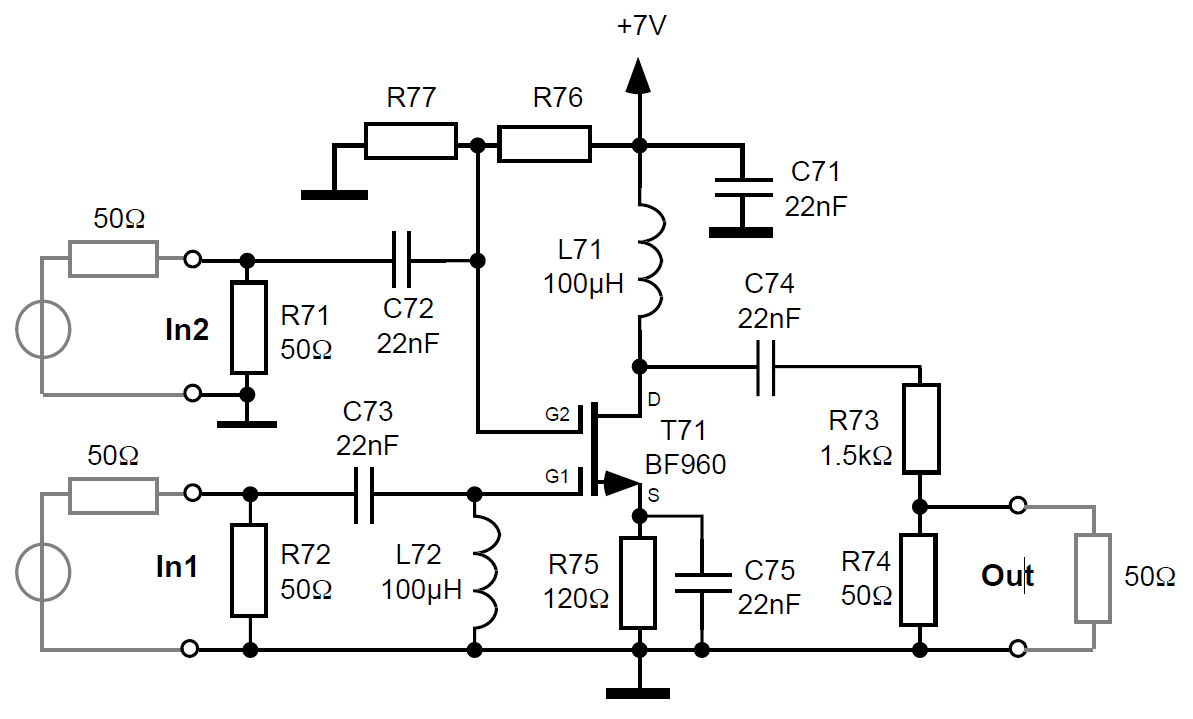 +7V
R77
R76
C71
22nF
50Ω
L71
100µH
C74
22nF
In2
R71
50Ω
C72
22nF
C73
22nF
G2
D
T71
BF960
R73
1.5kΩ
50Ω
G1
S
In1
R72
50Ω
L72
100µH
R75
120Ω
C75
22nF
R74
50Ω
Out
50Ω